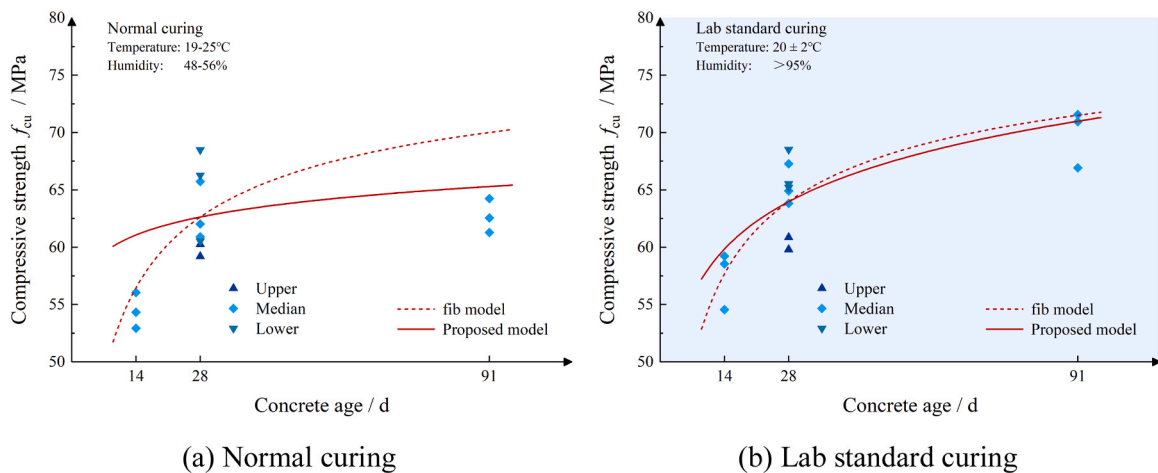 80
75
70
65
60
55
50
Compressive strength f_cu / MPa
Normal curing
Temperature: 19-25°C
Humidity: 48-56%
Upper
Median
Lower
fib model
Proposed model
14
28
91
Concrete age / d
(a) Normal curing
80
75
70
65
60
55
50
Compressive strength f_cu / MPa
Lab standard curing
Temperature: 20 ± 2°C
Humidity: >95%
Upper
Median
Lower
fib model
Proposed model
14
28
91
Concrete age / d
(b) Lab standard curing